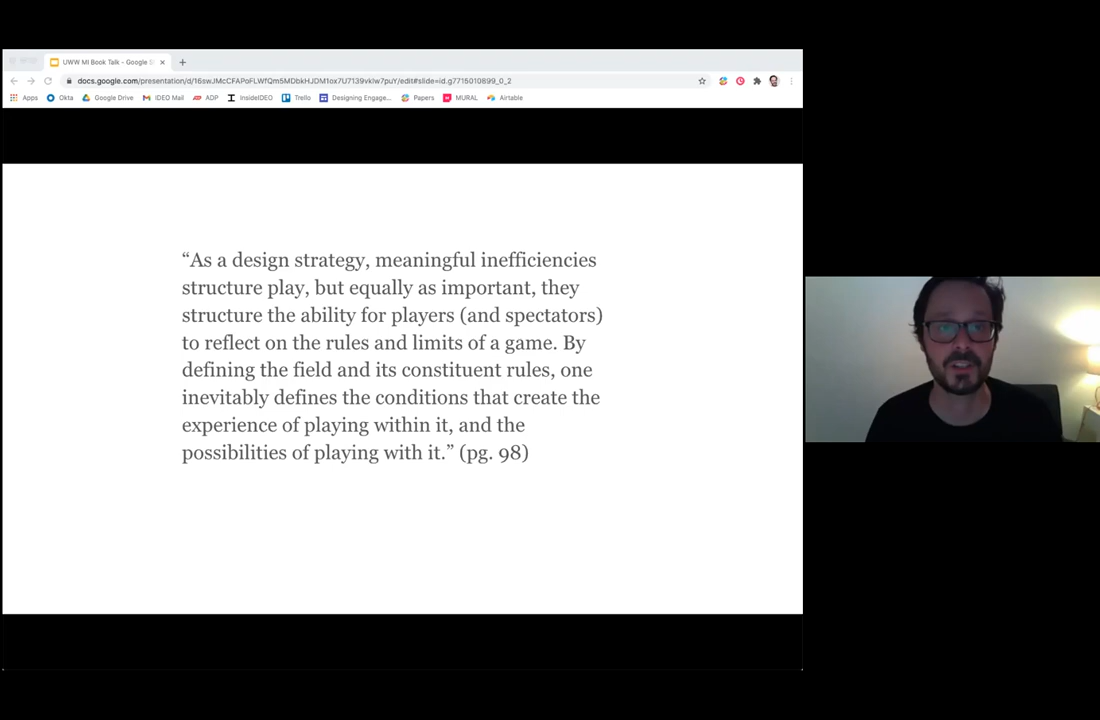 UWW MI Book Talk - Google
docs.google.com/presentation/d/16swJMcCFAPoFLWfQm5MDbkHJDM1ox7U7139vkIw7puY/edit#slide=id.g7715010899_0_2
Apps Okta Google Drive IDEO Mail ADP InsideIDEO Trello Designing Engage... Papers MURAL Airtable
“As a design strategy, meaningful inefficiencies
structure play, but equally as important, they
structure the ability for players (and spectators)
to reflect on the rules and limits of a game. By
defining the field and its constituent rules, one
inevitably defines the conditions that create the
experience of playing within it, and the
possibilities of playing with it.” (pg. 98)